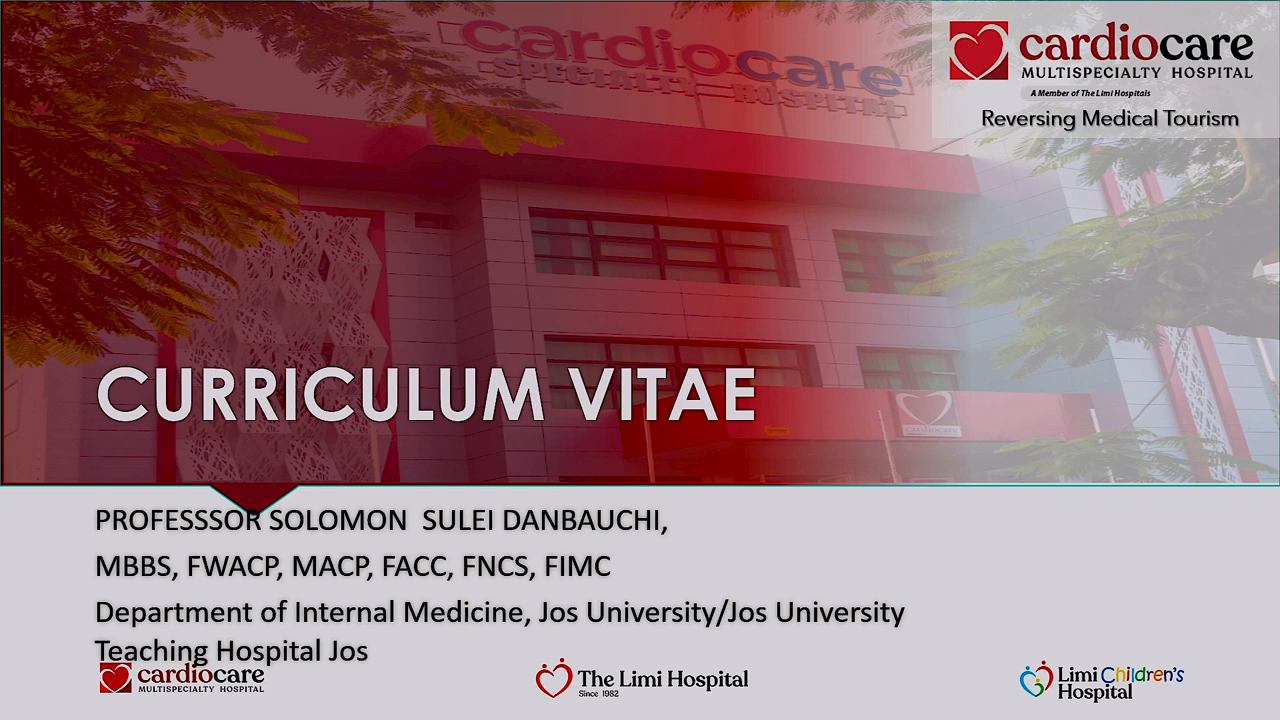 cardiocare
SPECIALTY HOSPITAL
cardiocare
MULTISPECIALTY HOSPITAL
A Member of The Limi Hospitals
Reversing Medical Tourism
CURRICULUM VITAE
cardiocare
PROFESSSOR SOLOMON SULEI DANBAUCHI,
MBBS, FWACP, MACP, FACC, FNCS, FIMC
Department of Internal Medicine, Jos University/Jos University
Teaching Hospital Jos
cardiocare
MULTISPECIALTY HOSPITAL
The Limi Hospital
Since 1982
Limi Children's
Hospital